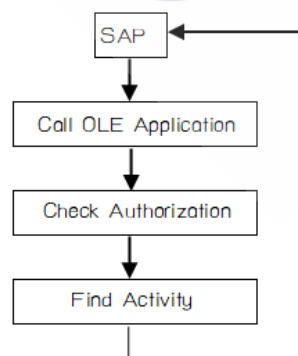 SAP
Call OLE Application
Check Authorization
Find Activity